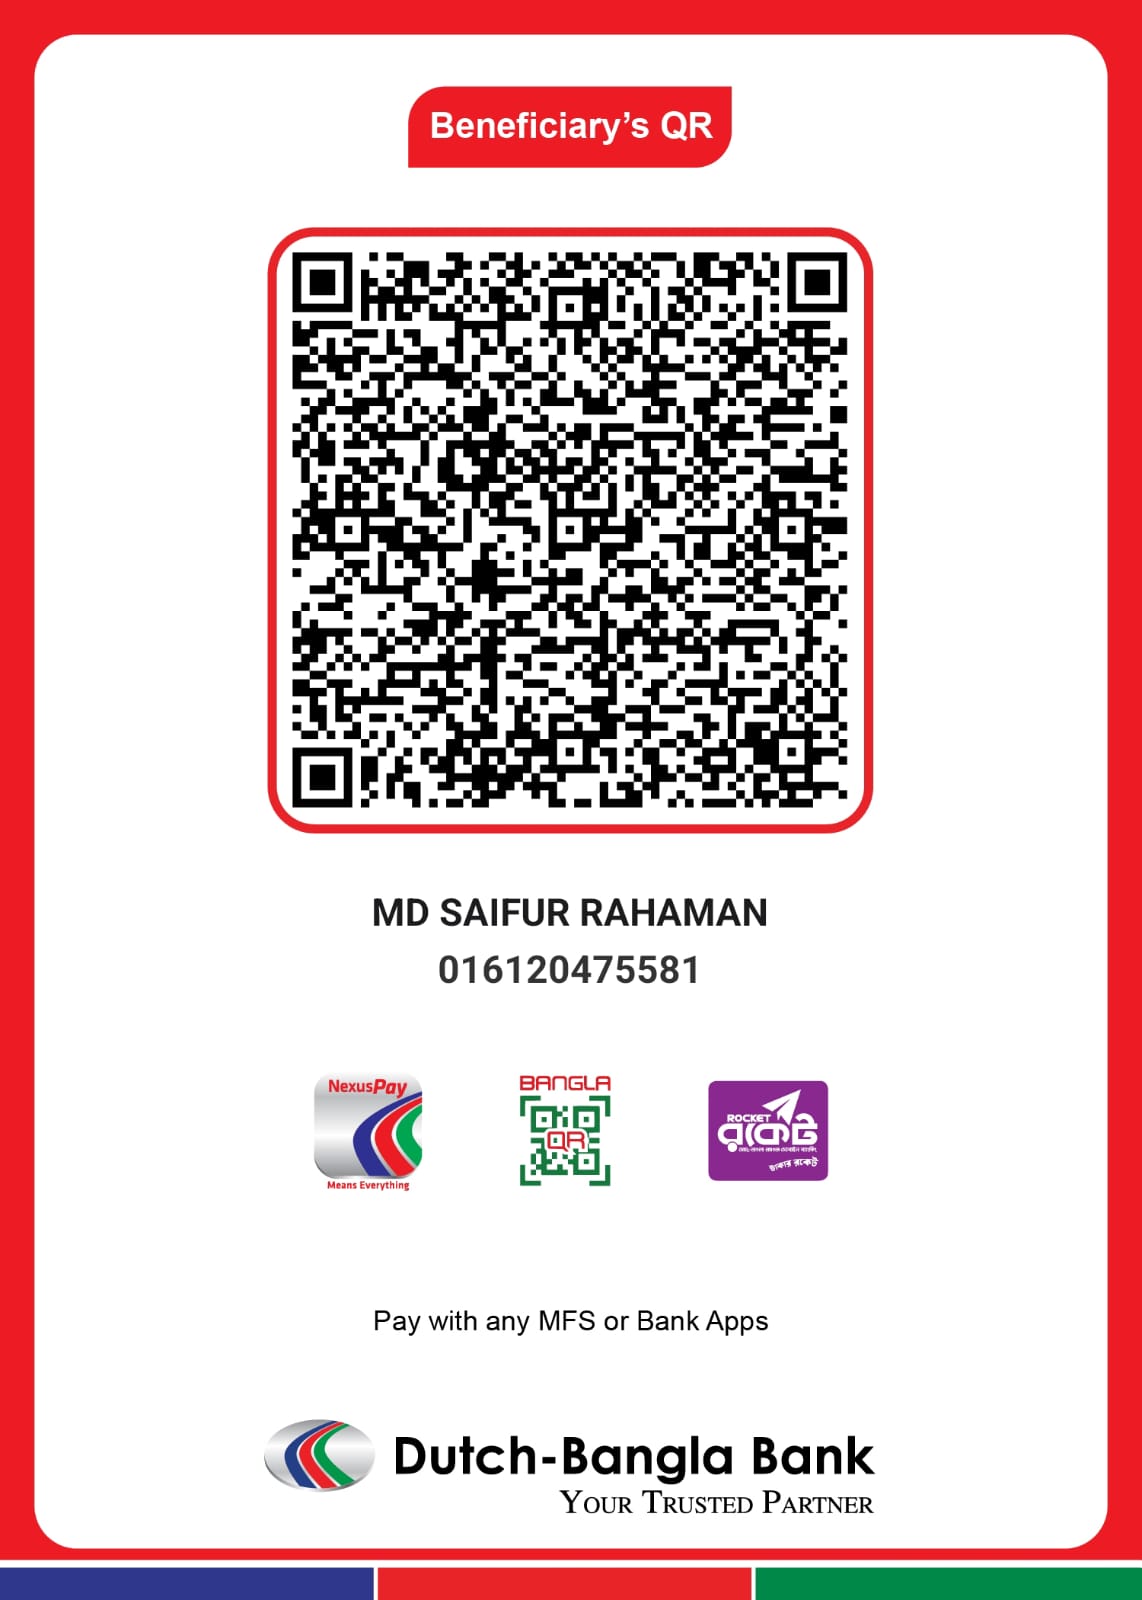 Beneficiary’s QR
MD SAIFUR RAHAMAN
016120475581
NexusPay
Means Everything
BANGLA
QR
ROCKET
রকেট
ডাচ্-বাংলা ব্যাংক মোবাইল ব্যাংকিং
টাকার রকেট
Pay with any MFS or Bank Apps
Dutch-Bangla Bank
YOUR TRUSTED PARTNER